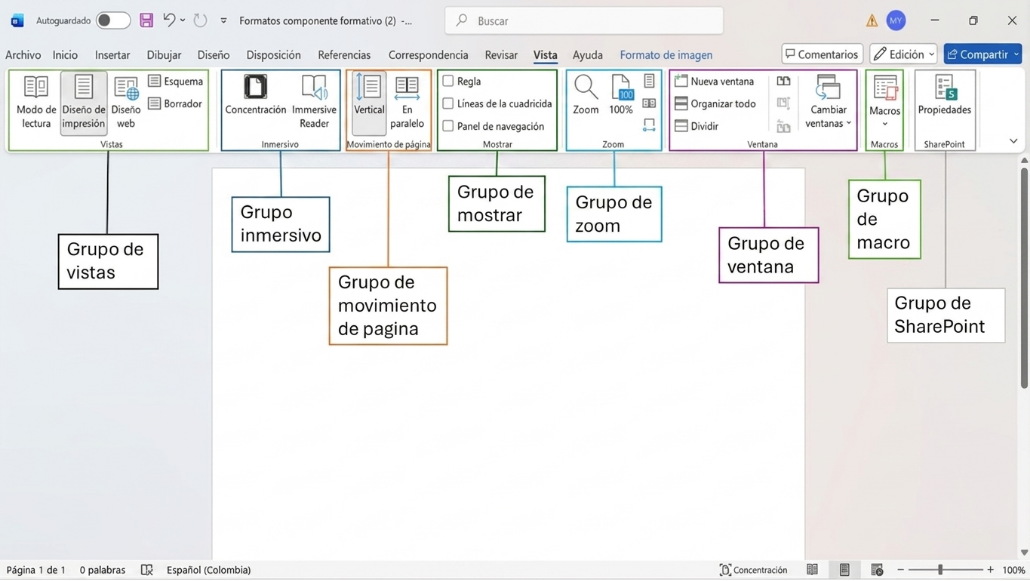 Autoguardado
Formatos componente formativo (2) -...
Buscar
MY
Archivo Inicio Insertar Dibujar Diseño Disposición Referencias Correspondencia Revisar Vista Ayuda Formato de imagen
Comentarios Edición Compartir
Modo de lectura
Diseño de impresión
Diseño web
Esquema
Borrador
Vistas
Concentración
Immersive Reader
Inmersivo
Vertical
En paralelo
Movimiento de página
Regla
Líneas de la cuadricida
Panel de navegación
Mostrar
Zoom
100
100%
Zoom
Nueva ventana
Organizar todo
Dividir
Cambiar ventanas
Ventana
Macros
Macros
S
Propiedades
SharePoint
Grupo de
vistas
Grupo
inmersivo
Grupo de
movimiento
de pagina
Grupo de
mostrar
Grupo de
zoom
Grupo de
ventana
Grupo
de
macro
Grupo de
SharePoint
Página 1 de 1 0 palabras Español (Colombia)
Concentración
100%